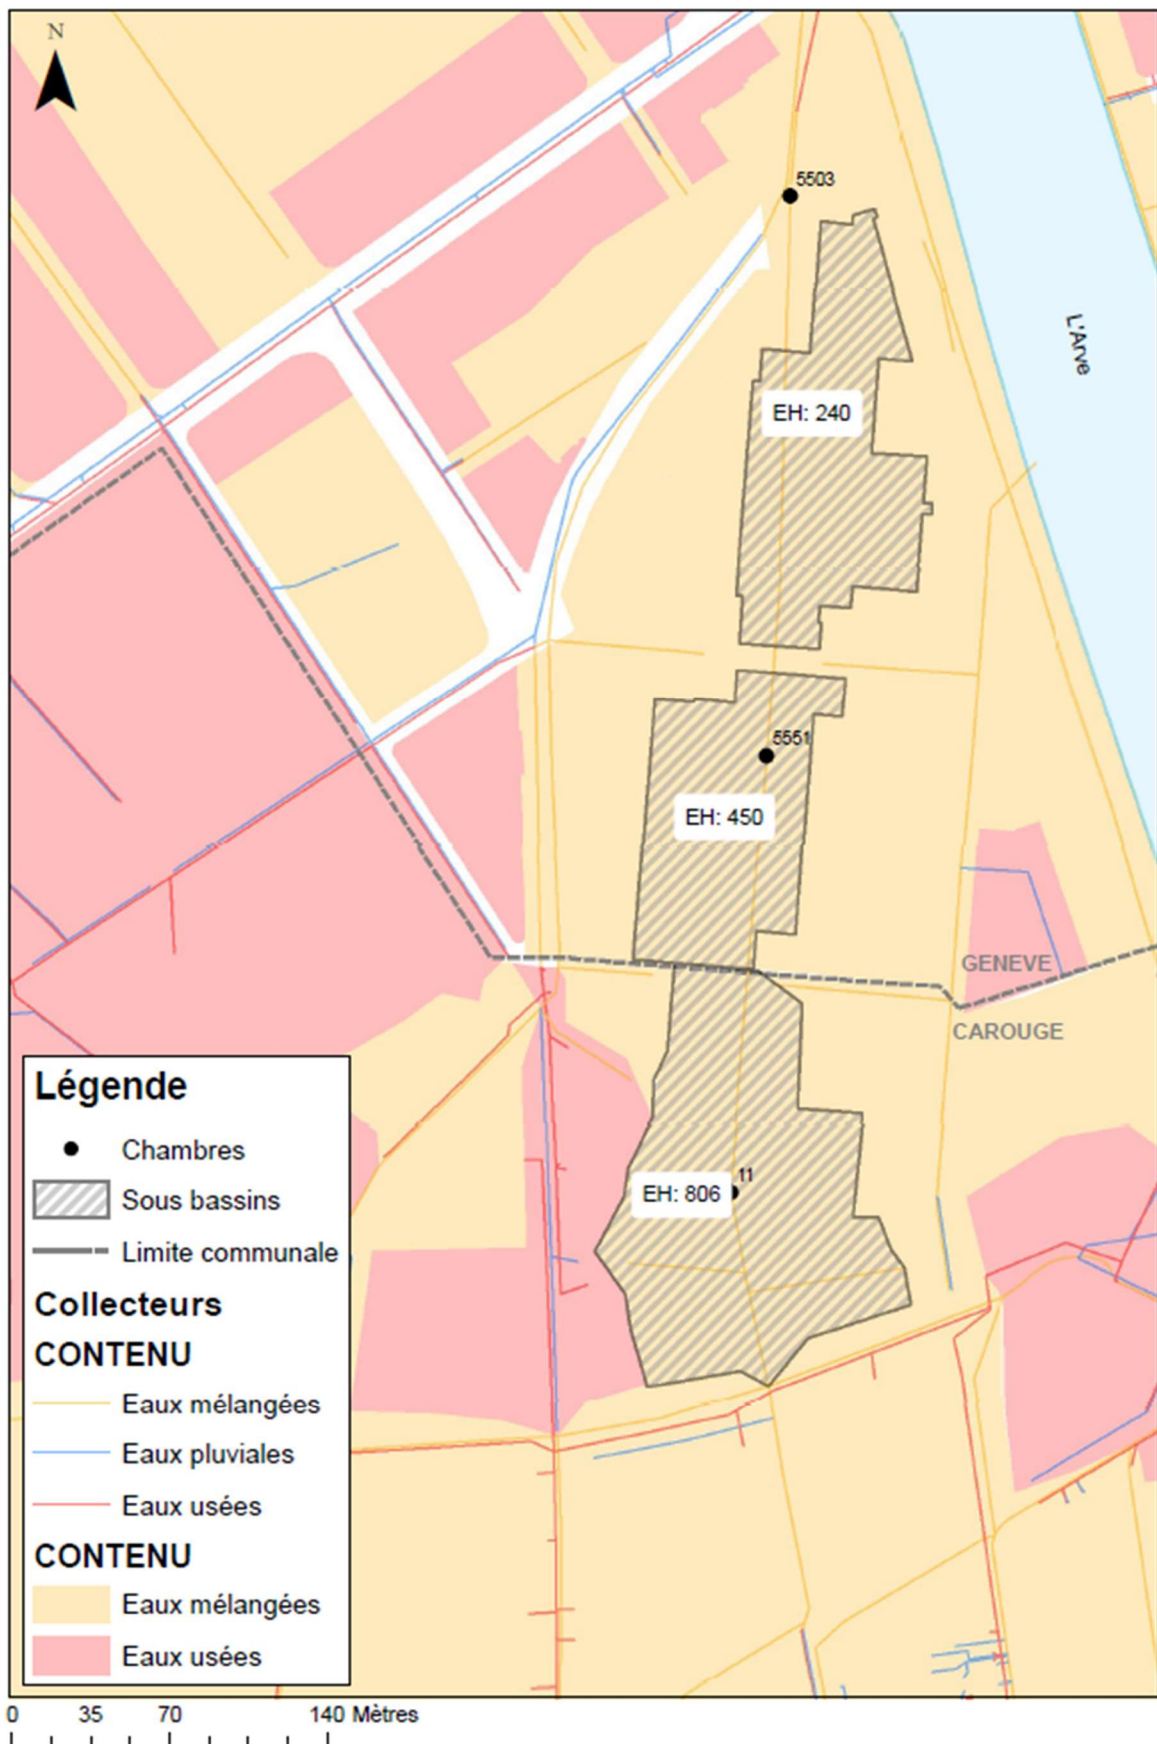 N
5503
L'Arve
EH: 240
5551
EH: 450
GENEVE
CAROUGE
11
EH: 806
Légende
Chambres
Sous bassins
Limite communale
Collecteurs
CONTENU
Eaux mélangées
Eaux pluviales
Eaux usées
CONTENU
Eaux mélangées
Eaux usées
0 35 70 140 Mètres